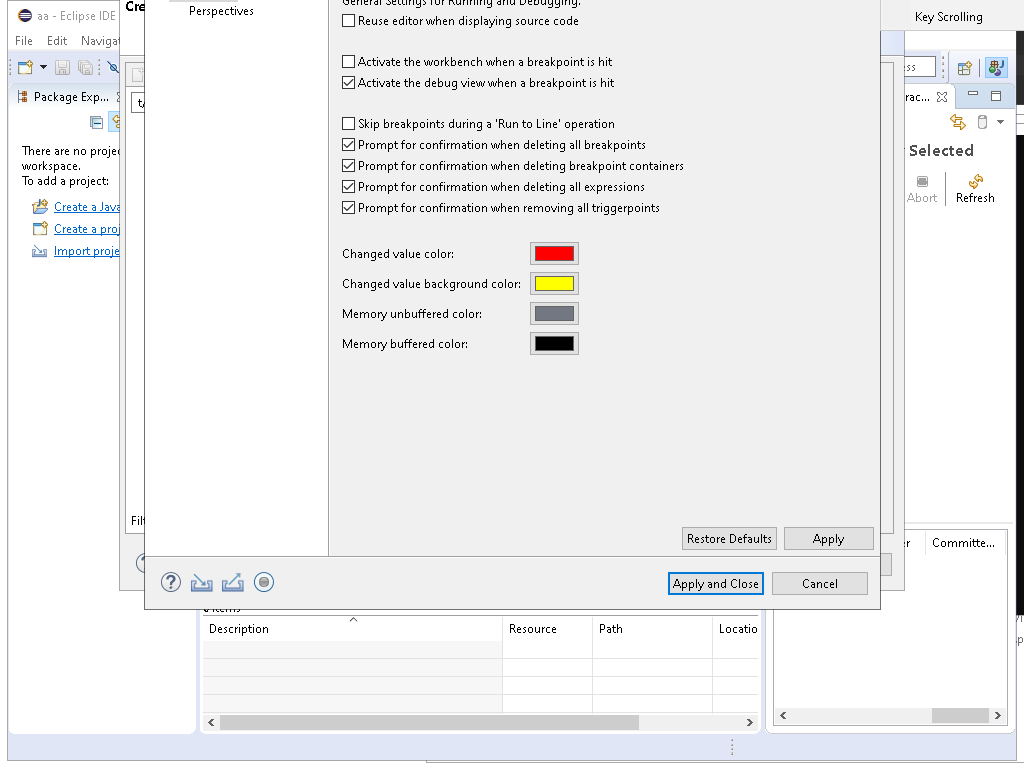 aa - Eclipse IDE
Cre
Perspectives
General Settings for Running and Debugging.
Key Scrolling
Reuse editor when displaying source code
File Edit Navigat
Activate the workbench when a breakpoint is hit
Activate the debug view when a breakpoint is hit
Package Exp...
t/
Skip breakpoints during a 'Run to Line' operation
Prompt for confirmation when deleting all breakpoints
Prompt for confirmation when deleting breakpoint containers
Prompt for confirmation when deleting all expressions
Prompt for confirmation when removing all triggerpoints
There are no projec
workspace.
To add a project:
Create a Java
Create a proj
Import proje
Selected
Abort
Refresh
Changed value color:
Changed value background color:
Memory unbuffered color:
Memory buffered color:
Filt
Restore Defaults
Apply
er
Committe...
Apply and Close
Cancel
Items
Description
Resource
Path
Locatio